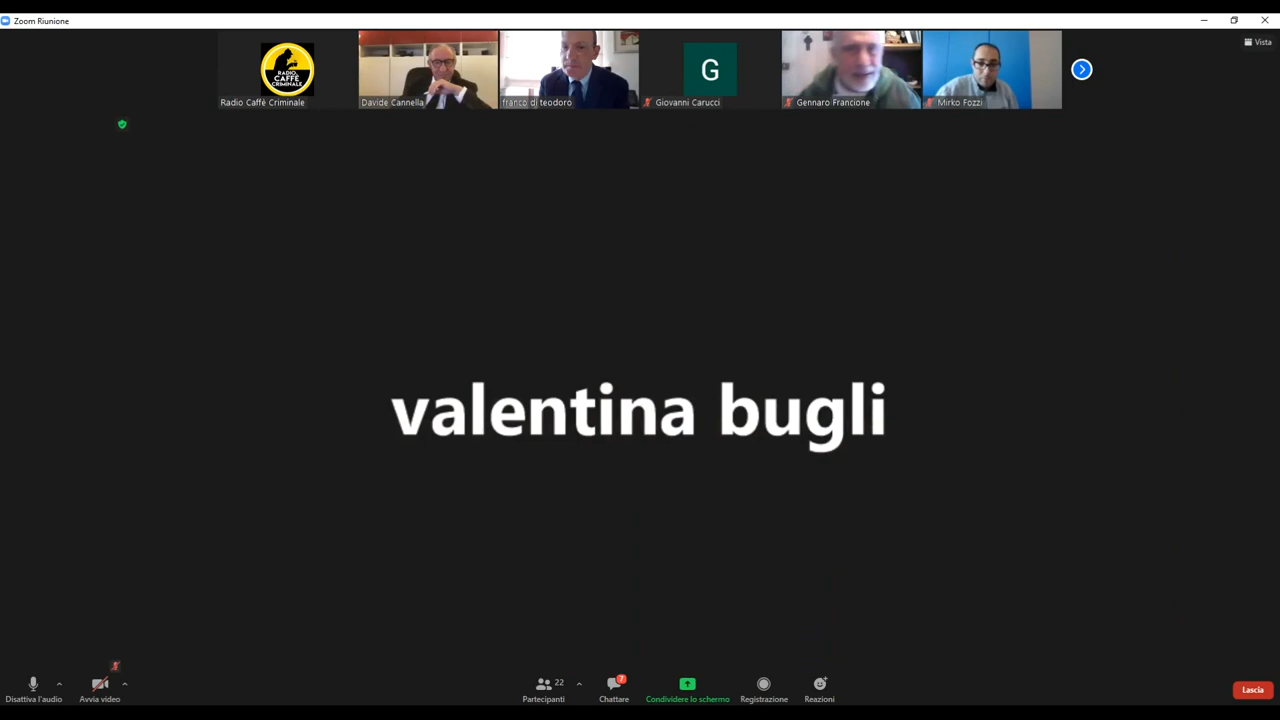 Zoom Riunione
Vista
RADIO
CAFFÈ
CRIMINALE
G
Radio Caffè Criminale
Davide Cannella
franco di teodoro
Giovanni Carucci
Gennaro Francione
Mirko Fozzi
valentina bugli
22
7
Disattiva l'audio
Avvia video
Partecipanti
Chattare
Condividere lo schermo
Registrazione
Reazioni
Lascia